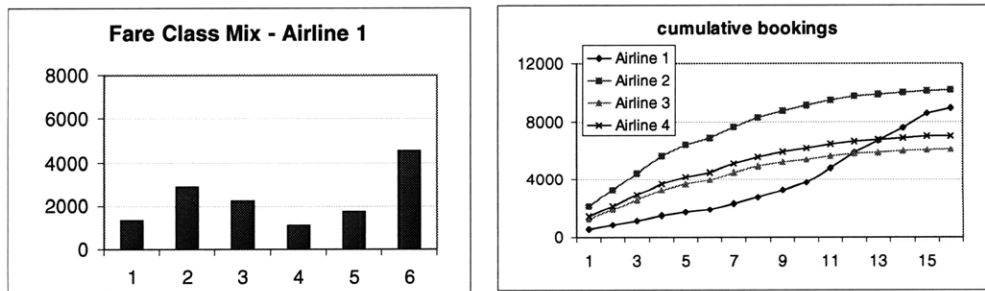 Fare Class Mix - Airline 1
8000
6000
4000
2000
0
1 2 3 4 5 6
cumulative bookings
Airline 1
Airline 2
Airline 3
Airline 4
12000
8000
4000
0
1 3 5 7 9 11 13 15